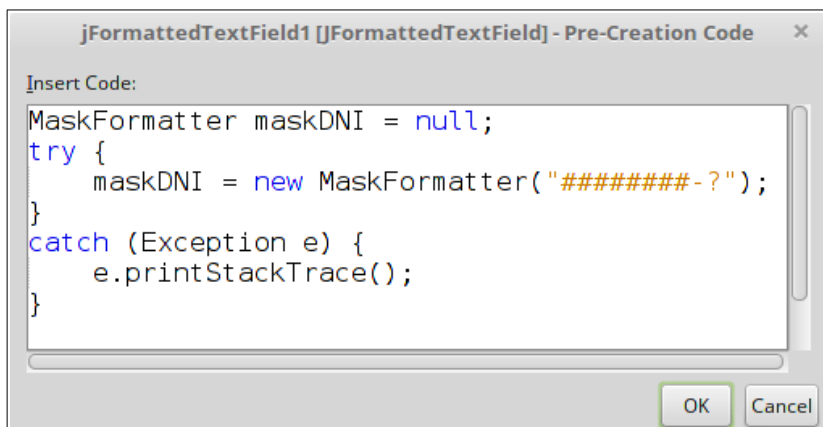 jFormattedTextField1 [JFormattedTextField] - Pre-Creation Code ×
Insert Code:
MaskFormatter maskDNI = null;
try {
    maskDNI = new MaskFormatter("########-?");
}
catch (Exception e) {
    e.printStackTrace();
}
OK Cancel